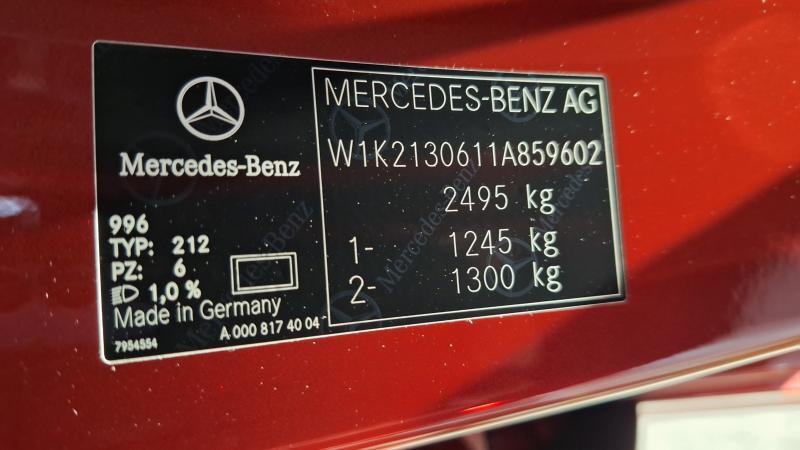 Mercedes-Benz
996
TYP: 212
PZ: 6
1,0 %
Made in Germany
7954554
A 000 817 40 04
MERCEDES-BENZ AG
W1K2130611A859602
2495 kg
1- 1245 kg
2- 1300 kg